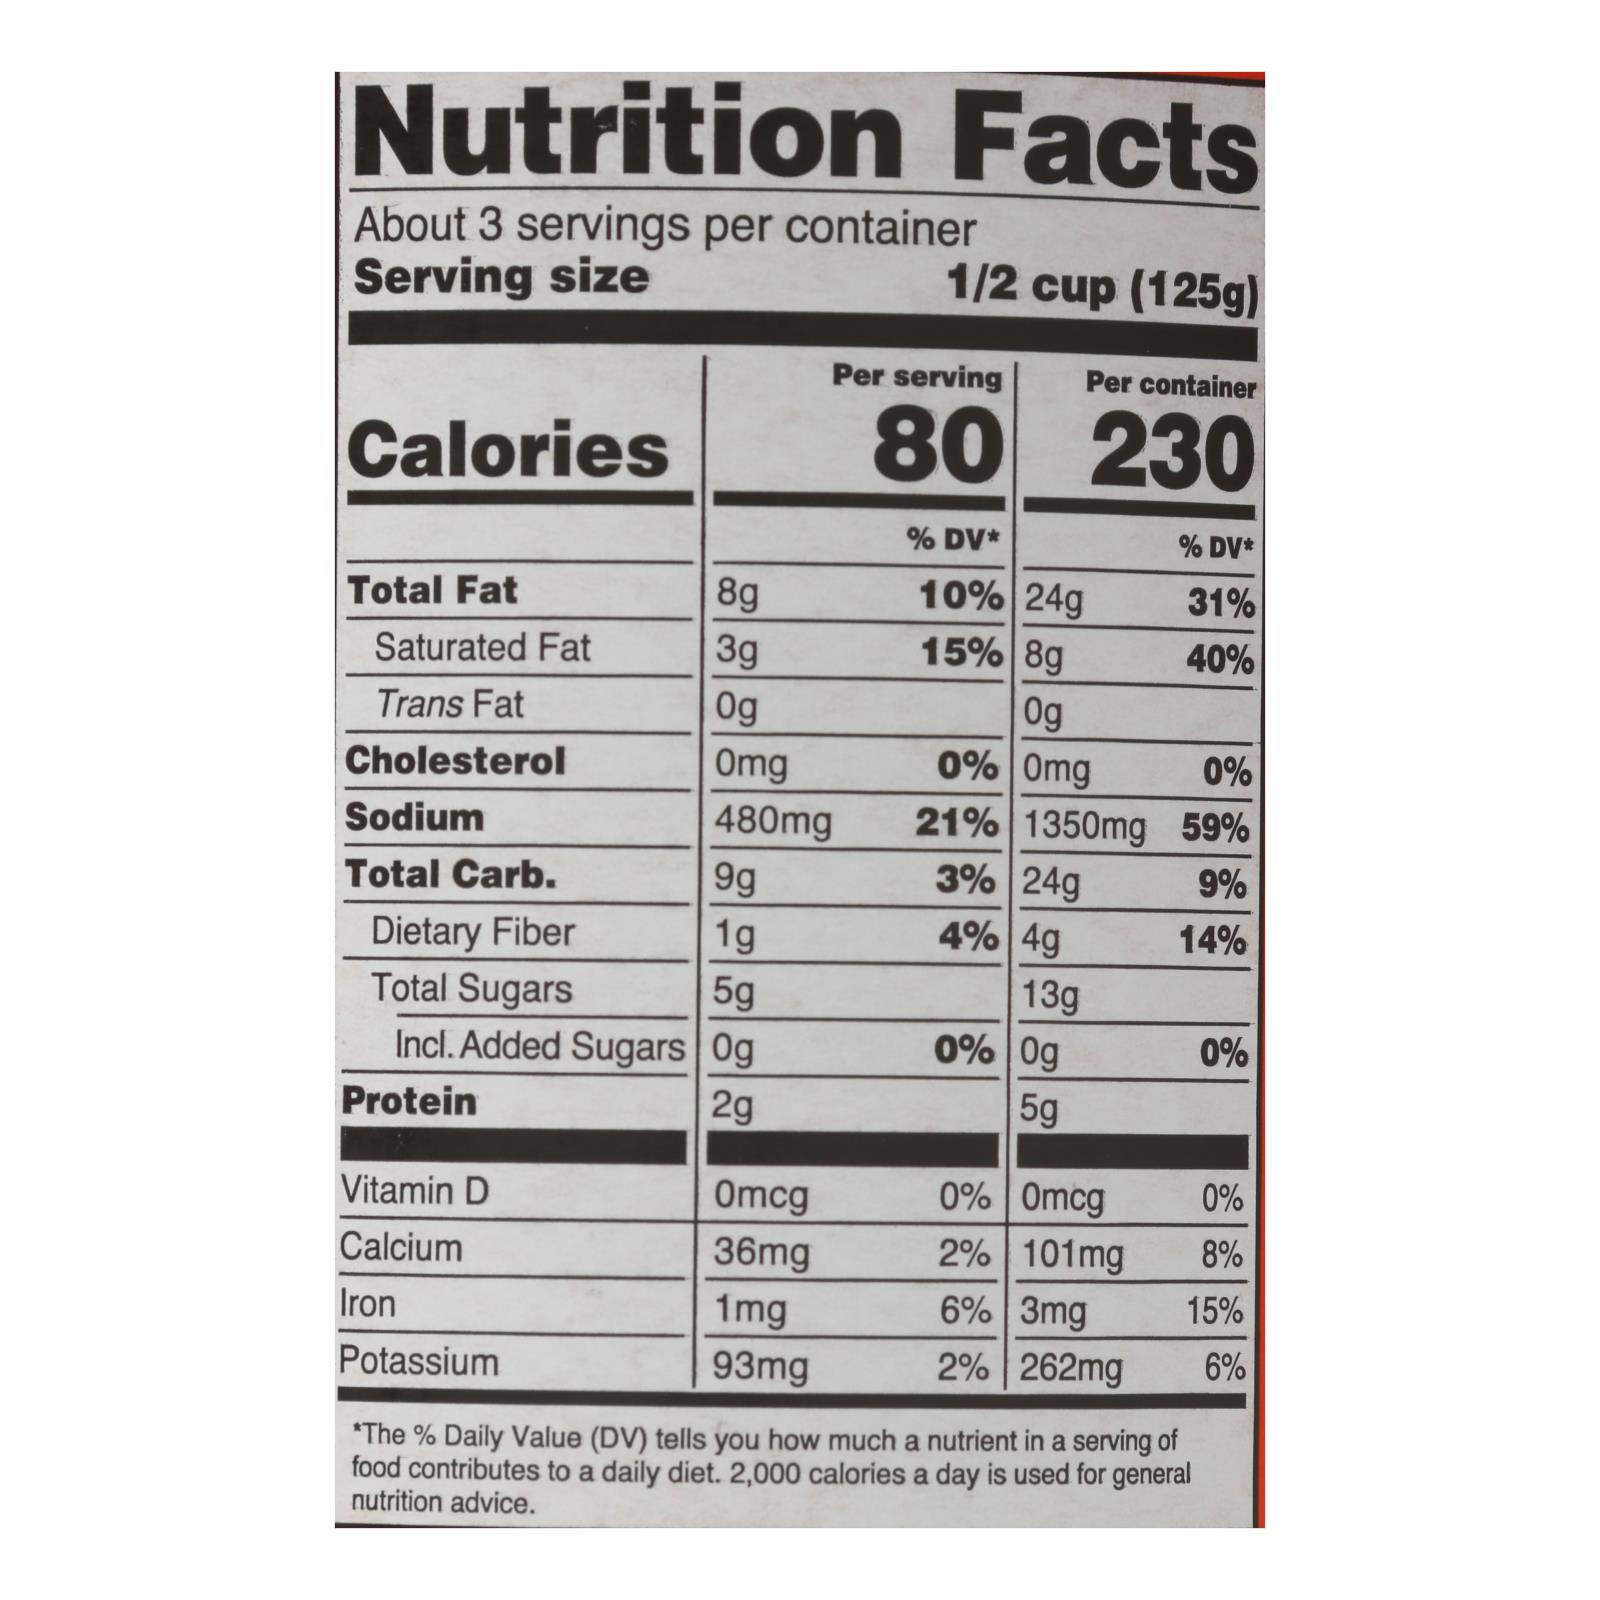 Nutrition Facts
About 3 servings per container
Serving size 1/2 cup (125g)
Per serving Per container
Calories 80 230
% DV* % DV*
Total Fat 8g 10% 24g 31%
Saturated Fat 3g 15% 8g 40%
Trans Fat 0g 0g
Cholesterol 0mg 0% 0mg 0%
Sodium 480mg 21% 1350mg 59%
Total Carb. 9g 3% 24g 9%
Dietary Fiber 1g 4% 4g 14%
Total Sugars 5g 13g
Incl. Added Sugars 0g 0% 0g 0%
Protein 2g 5g
Vitamin D 0mcg 0% 0mcg 0%
Calcium 36mg 2% 101mg 8%
Iron 1mg 6% 3mg 15%
Potassium 93mg 2% 262mg 6%
*The % Daily Value (DV) tells you how much a nutrient in a serving of
food contributes to a daily diet. 2,000 calories a day is used for general
nutrition advice.